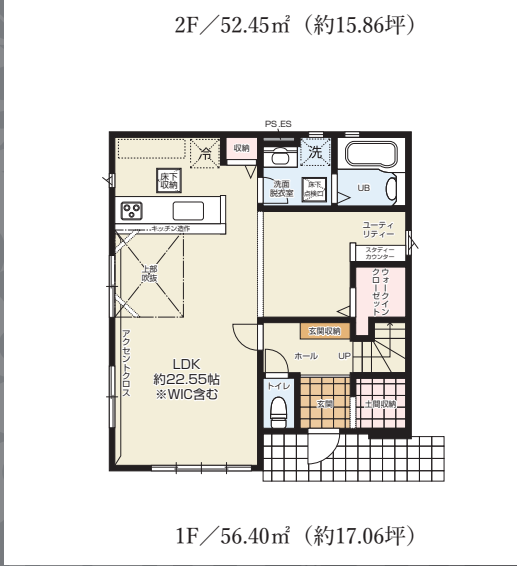 2F／52.45㎡（約15.86坪）
PS.ES
冷
収納
洗
床下
収納
洗面
脱衣室
床下
点検口
UB
キッチン造作
ユーティ
リティー
スタディー
カウンター
上部
吹抜
ウォークイン
クローゼット
アクセントクロス
玄関収納
ホール
UP
LDK
約22.55帖
※WIC含む
トイレ
玄関
土間収納
1F／56.40㎡（約17.06坪）